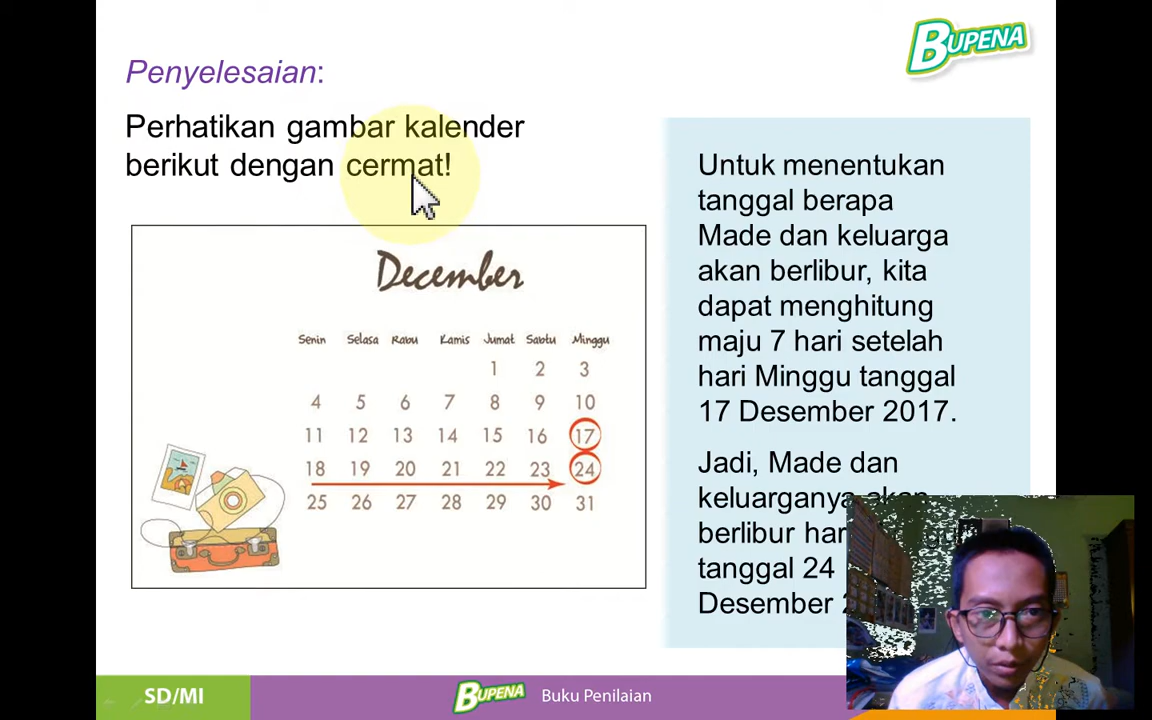 BUPENA
Penyelesaian:
Perhatikan gambar kalender
berikut dengan cermat!
December
Senin Selasa Rabu Kamis Jumat Sabtu Minggu
1 2 3
4 5 6 7 8 9 10
11 12 13 14 15 16 17
18 19 20 21 22 23 24
25 26 27 28 29 30 31
Untuk menentukan
tanggal berapa
Made dan keluarga
akan berlibur, kita
dapat menghitung
maju 7 hari setelah
hari Minggu tanggal
17 Desember 2017.
Jadi, Made dan
keluarganya akan
berlibur
tanggal 24
Desember
SD/MI
BUPENA Buku Penilaian